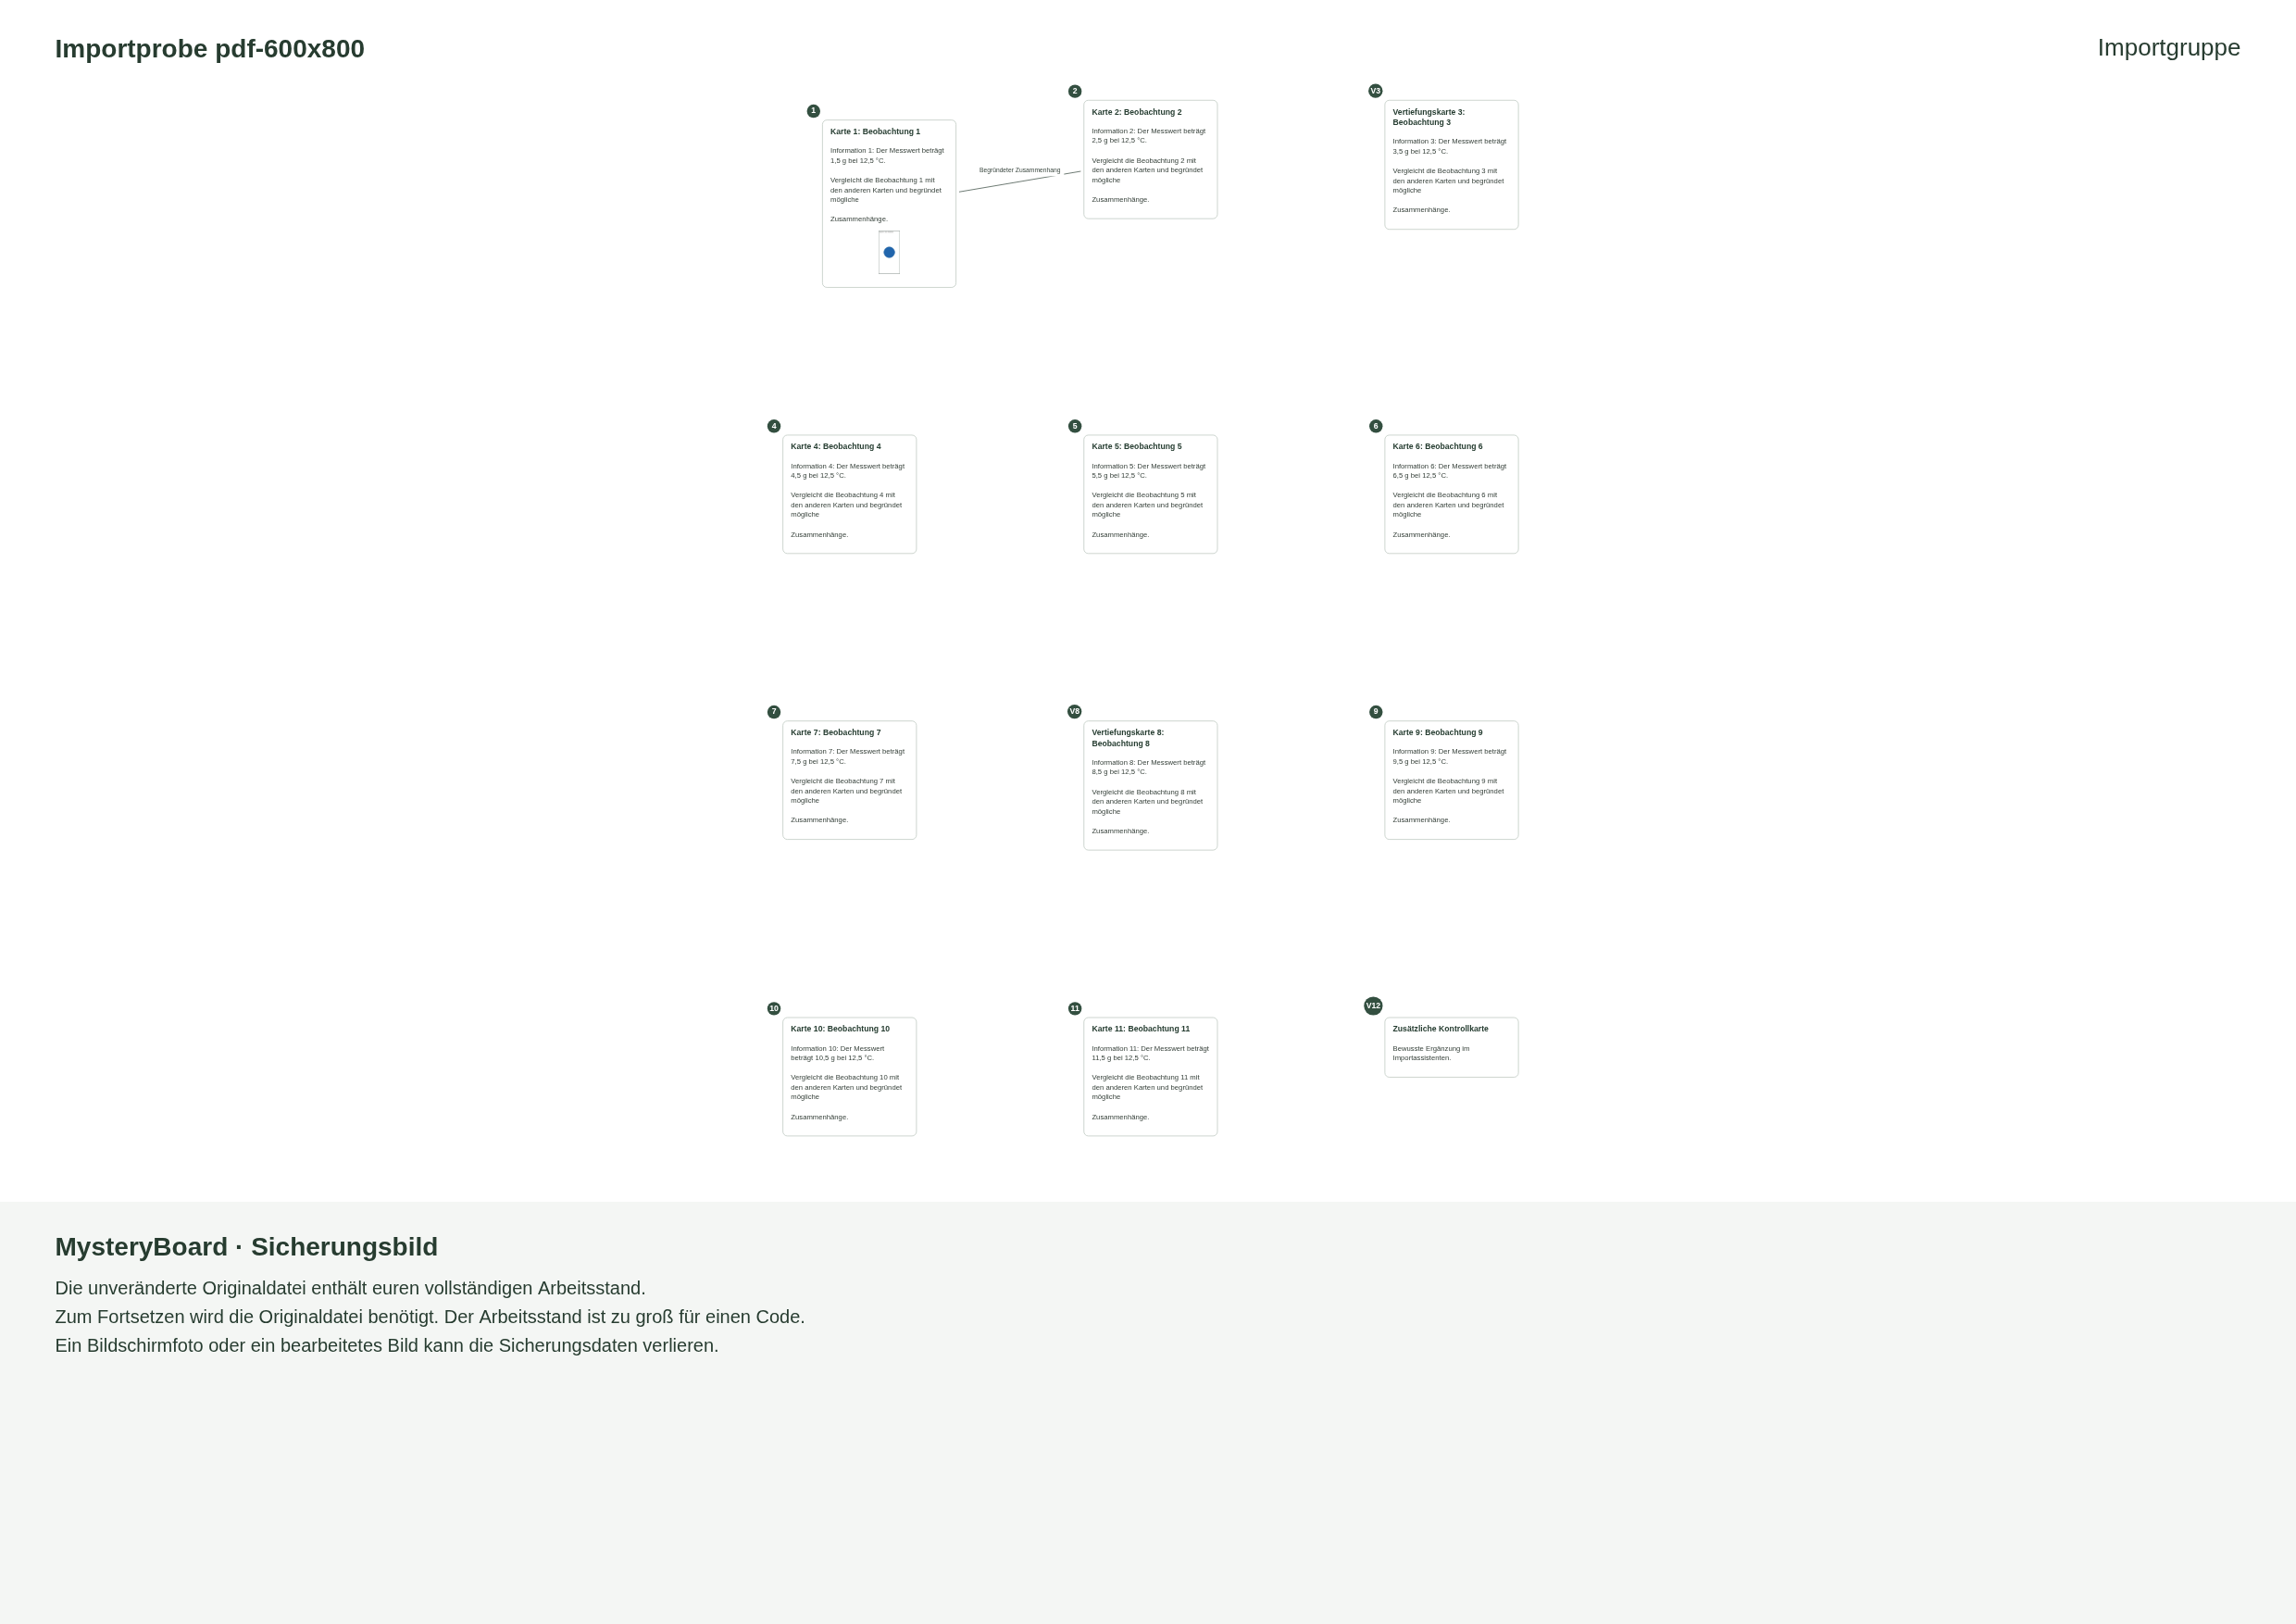 Importprobe pdf-600x800
Importgruppe
1
Karte 1: Beobachtung 1
Information 1: Der Messwert beträgt
1,5 g bei 12,5 °C.
Vergleicht die Beobachtung 1 mit
den anderen Karten und begründet
mögliche
Zusammenhänge.
Begründeter Zusammenhang
2
Karte 2: Beobachtung 2
Information 2: Der Messwert beträgt
2,5 g bei 12,5 °C.
Vergleicht die Beobachtung 2 mit
den anderen Karten und begründet
mögliche
Zusammenhänge.
V3
Vertiefungskarte 3:
Beobachtung 3
Information 3: Der Messwert beträgt
3,5 g bei 12,5 °C.
Vergleicht die Beobachtung 3 mit
den anderen Karten und begründet
mögliche
Zusammenhänge.
4
Karte 4: Beobachtung 4
Information 4: Der Messwert beträgt
4,5 g bei 12,5 °C.
Vergleicht die Beobachtung 4 mit
den anderen Karten und begründet
mögliche
Zusammenhänge.
5
Karte 5: Beobachtung 5
Information 5: Der Messwert beträgt
5,5 g bei 12,5 °C.
Vergleicht die Beobachtung 5 mit
den anderen Karten und begründet
mögliche
Zusammenhänge.
6
Karte 6: Beobachtung 6
Information 6: Der Messwert beträgt
6,5 g bei 12,5 °C.
Vergleicht die Beobachtung 6 mit
den anderen Karten und begründet
mögliche
Zusammenhänge.
7
Karte 7: Beobachtung 7
Information 7: Der Messwert beträgt
7,5 g bei 12,5 °C.
Vergleicht die Beobachtung 7 mit
den anderen Karten und begründet
mögliche
Zusammenhänge.
V8
Vertiefungskarte 8:
Beobachtung 8
Information 8: Der Messwert beträgt
8,5 g bei 12,5 °C.
Vergleicht die Beobachtung 8 mit
den anderen Karten und begründet
mögliche
Zusammenhänge.
9
Karte 9: Beobachtung 9
Information 9: Der Messwert beträgt
9,5 g bei 12,5 °C.
Vergleicht die Beobachtung 9 mit
den anderen Karten und begründet
mögliche
Zusammenhänge.
10
Karte 10: Beobachtung 10
Information 10: Der Messwert
beträgt 10,5 g bei 12,5 °C.
Vergleicht die Beobachtung 10 mit
den anderen Karten und begründet
mögliche
Zusammenhänge.
11
Karte 11: Beobachtung 11
Information 11: Der Messwert beträgt
11,5 g bei 12,5 °C.
Vergleicht die Beobachtung 11 mit
den anderen Karten und begründet
mögliche
Zusammenhänge.
V12
Zusätzliche Kontrollkarte
Bewusste Ergänzung im
Importassistenten.
MysteryBoard · Sicherungsbild
Die unveränderte Originaldatei enthält euren vollständigen Arbeitsstand.
Zum Fortsetzen wird die Originaldatei benötigt. Der Arbeitsstand ist zu groß für einen Code.
Ein Bildschirmfoto oder ein bearbeitetes Bild kann die Sicherungsdaten verlieren.